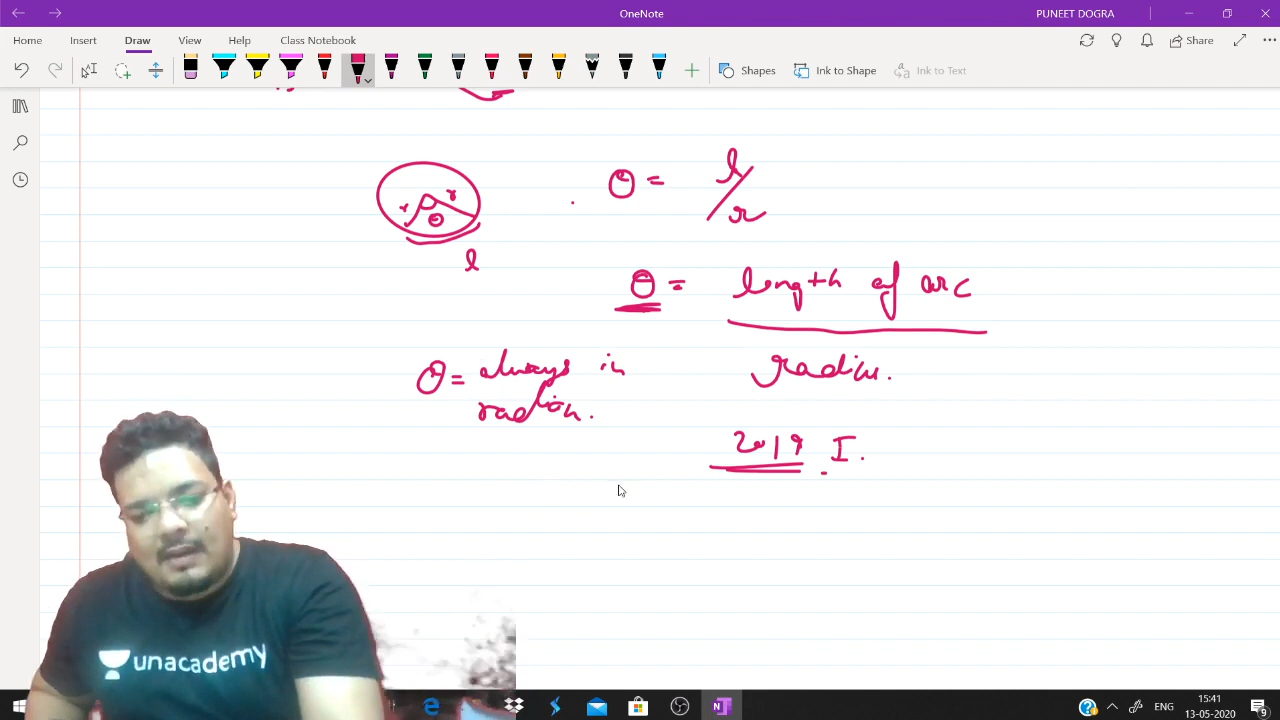 OneNote
PUNEET DOGRA
Home Insert Draw View Help Class Notebook
Share
Shapes
Ink to Shape
Ink to Text
r r
θ
l
θ = l/r
θ = length of arc
radius.
θ = always in
radian.
2019 I.
unacademy
ENG
15:41
13-05-2020
9